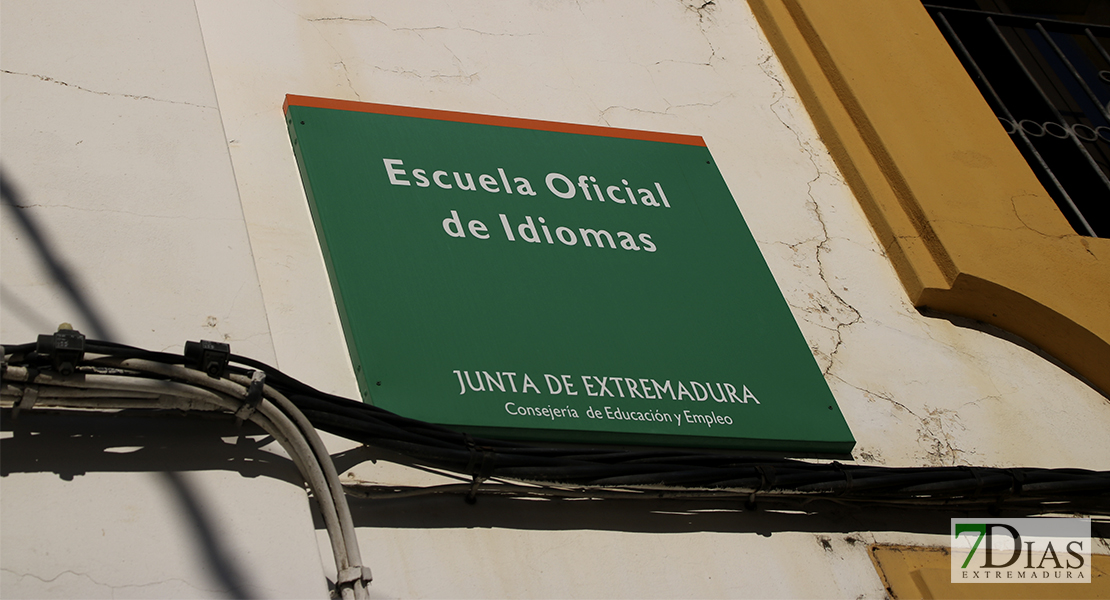 Escuela Oficial
de Idiomas
JUNTA DE EXTREMADURA
Consejería de Educación y Empleo
7DIAS
EXTREMADURA